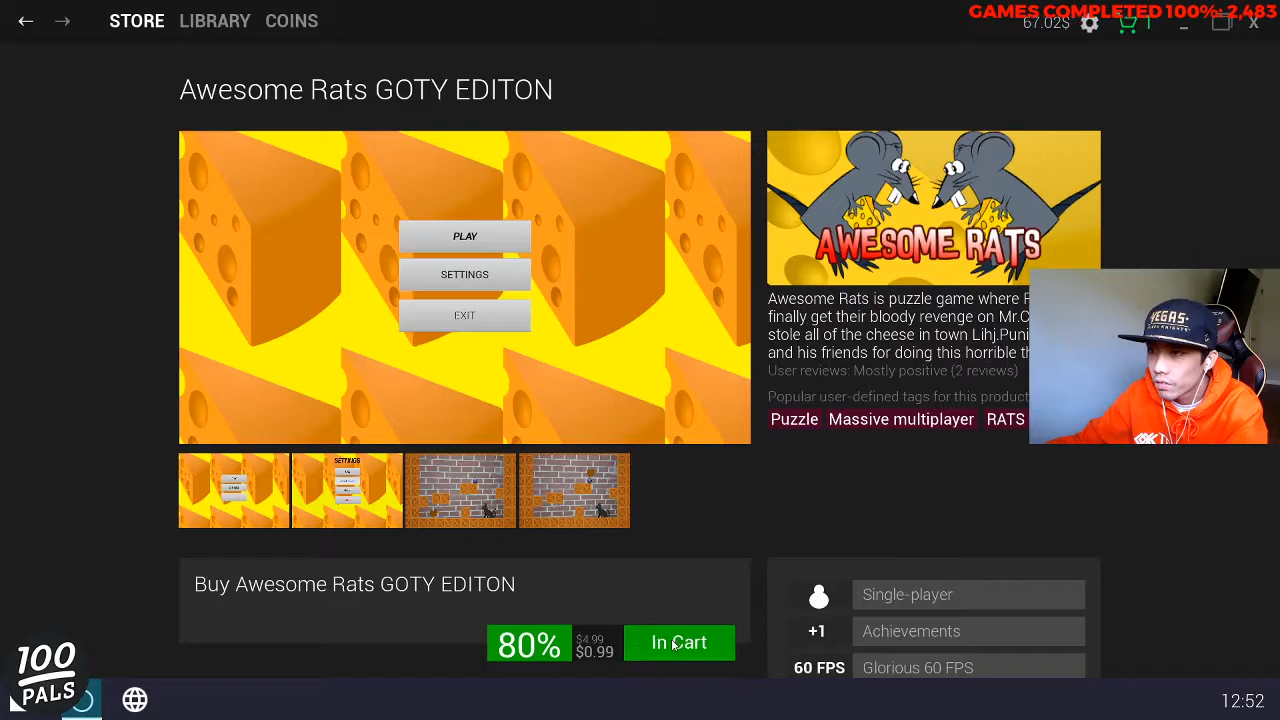 GAMES COMPLETED 100%: 2,483
STORE LIBRARY COINS
67.02$ 1
Awesome Rats GOTY EDITON
PLAY
SETTINGS
EXIT
AWESOME RATS
Awesome Rats is puzzle game where
finally get their bloody revenge on Mr.C
stole all of the cheese in town Lihj.Puni
and his friends for doing this horrible th
User reviews: Mostly positive (2 reviews)
Popular user-defined tags for this product
Puzzle Massive multiplayer RATS
VEGAS
SETTINGS
Buy Awesome Rats GOTY EDITON
80% $4.99 $0.99 In Cart
Single-player
+1 Achievements
60 FPS Glorious 60 FPS
100 PALS
12:52